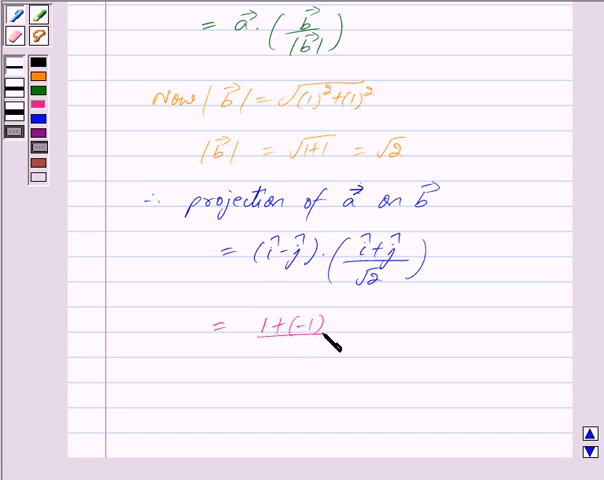 = a⃗ · (b⃗ / |b⃗|)
Now |b⃗| = √((1)² + (1)²)
|b⃗| = √(1+1) = √2
∴ projection of a⃗ on b⃗
= (î - ĵ) · ((î + ĵ) / √2)
= 1 + (-1)